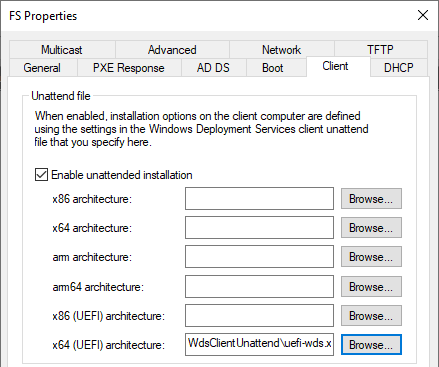 FS Properties
Multicast Advanced Network TFTP
General PXE Response AD DS Boot Client DHCP
Unattend file
When enabled, installation options on the client computer are defined
using the settings in the Windows Deployment Services client unattend
file that you specify here.
Enable unattended installation
x86 architecture: Browse...
x64 architecture: Browse...
arm architecture: Browse...
arm64 architecture: Browse...
x86 (UEFI) architecture: Browse...
x64 (UEFI) architecture: WdsClientUnattend\uefi-wds.x Browse...